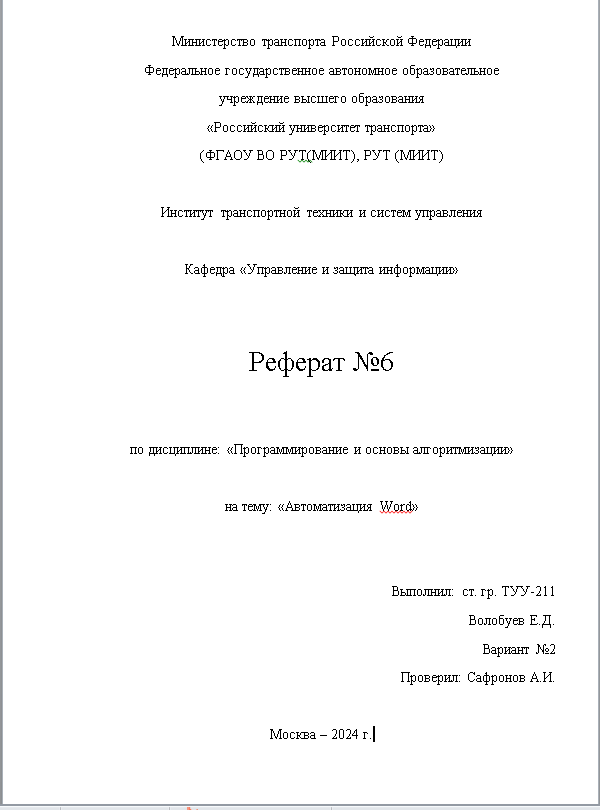 Министерство транспорта Российской Федерации
Федеральное государственное автономное образовательное
учреждение высшего образования
«Российский университет транспорта»
(ФГАОУ ВО РУТ(МИИТ), РУТ (МИИТ)
Институт транспортной техники и систем управления
Кафедра «Управление и защита информации»
Реферат №6
по дисциплине: «Программирование и основы алгоритмизации»
на тему: «Автоматизация Word»
Выполнил: ст. гр. ТУУ-211
Волобуев Е.Д.
Вариант №2
Проверил: Сафронов А.И.
Москва – 2024 г.